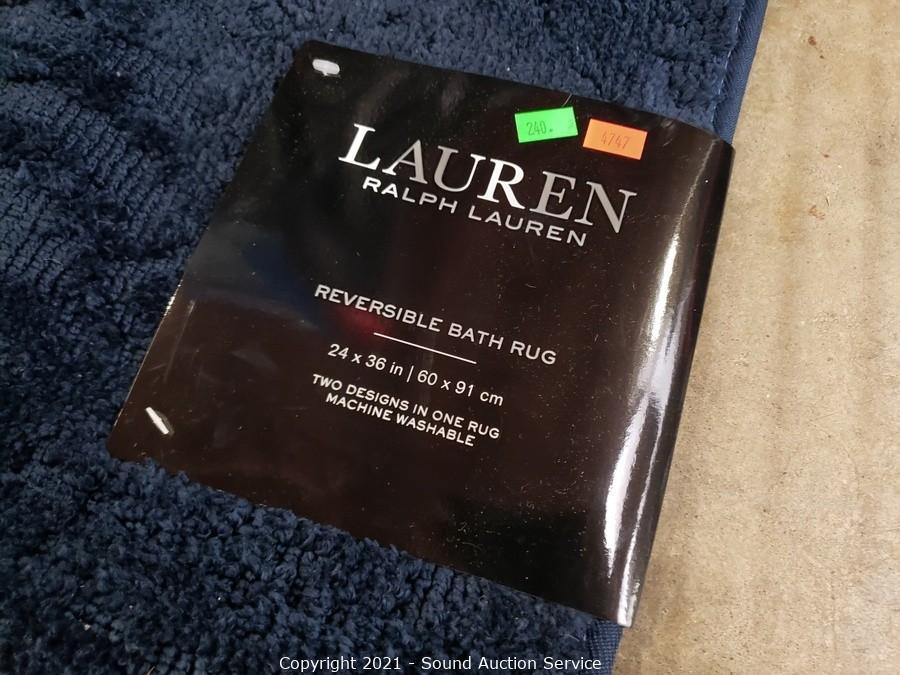 240.
4747
LAUREN
RALPH LAUREN
REVERSIBLE BATH RUG
24 x 36 in | 60 x 91 cm
TWO DESIGNS IN ONE RUG
MACHINE WASHABLE
Copyright 2021 - Sound Auction Service